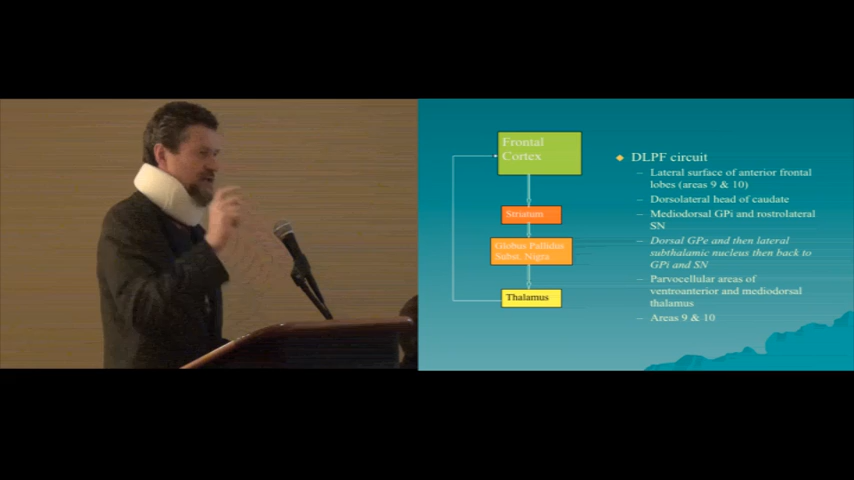 Frontal
Cortex
Striatum
Globus Pallidus
Subst. Nigra
Thalamus
DLPF circuit
– Lateral surface of anterior frontal
lobes (areas 9 & 10)
– Dorsolateral head of caudate
– Mediodorsal GPi and rostrolateral
SN
– Dorsal GPe and then lateral
subthalamic nucleus then back to
GPi and SN
– Parvocellular areas of
ventroanterior and mediodorsal
thalamus
– Areas 9 & 10